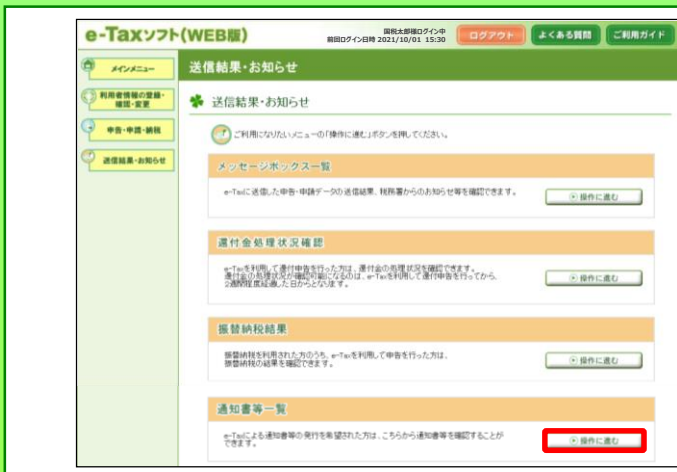 e-Taxソフト(WEB版)
国税太郎様ログイン中
前回ログイン日時 2021/10/01 15:30
ログアウト
よくある質問
ご利用ガイド
メインメニュー
利用者情報の登録・
確認・変更
申告・申請・納税
送信結果・お知らせ
送信結果・お知らせ
送信結果・お知らせ
ご利用になりたいメニューの「操作に進む」ボタンを押してください。
メッセージボックス一覧
e-Taxに送信した申告・申請データの送信結果、税務署からのお知らせ等を確認できます。
操作に進む
還付金処理状況確認
e-Taxを利用して還付申告を行った方は、還付金の処理状況を確認できます。
還付金の処理状況が確認可能になるのは、e-Taxを利用して還付申告を行ってから、
2週間程度経過した日からとなります。
操作に進む
振替納税結果
振替納税を利用された方のうち、e-Taxを利用して申告を行った方は、
振替納税の結果を確認できます。
操作に進む
通知書等一覧
e-Taxによる通知書等の発行を希望された方は、こちらから通知書等を確認することが
できます。
操作に進む